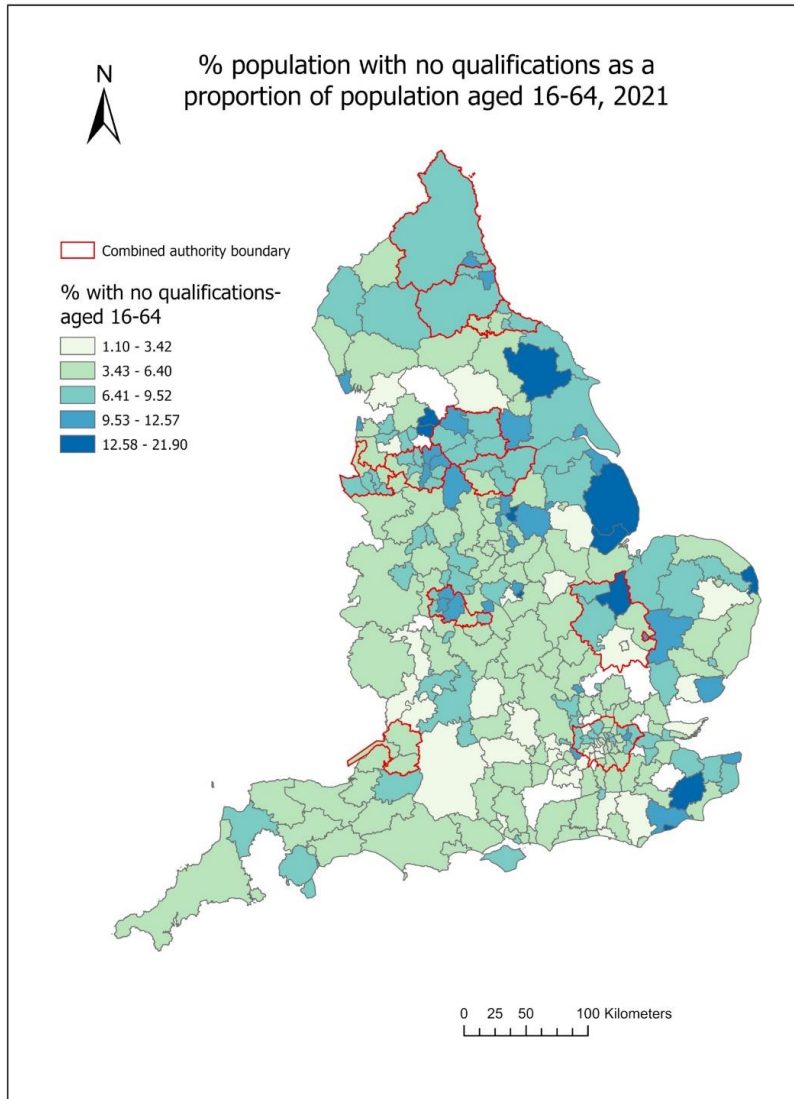 % population with no qualifications as a
proportion of population aged 16-64, 2021
N
Combined authority boundary
% with no qualifications-
aged 16-64
1.10 - 3.42
3.43 - 6.40
6.41 - 9.52
9.53 - 12.57
12.58 - 21.90
0 25 50 100 Kilometers